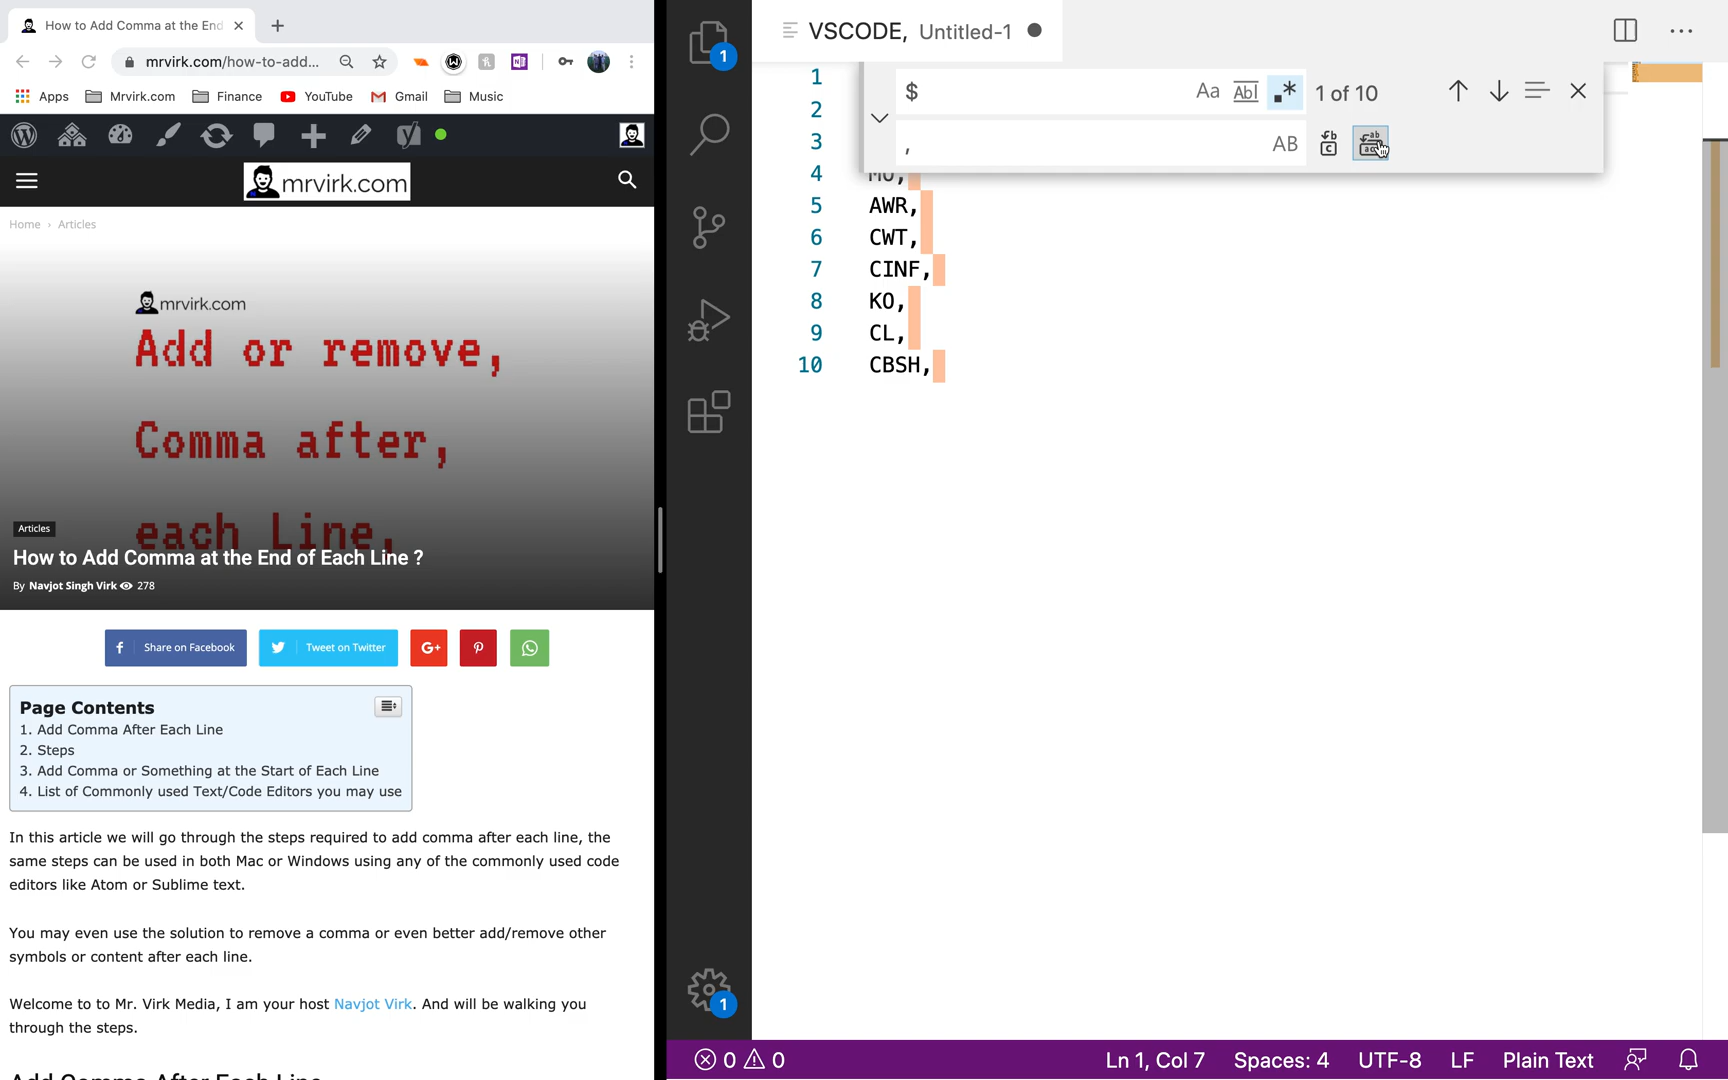 How to Add Comma at the End
mrvirk.com/how-to-add...
Apps
Mrvirk.com
Finance
YouTube
Gmail
Music
mrvirk.com
Home › Articles
mrvirk.com
Add or remove,
Comma after,
each Line,
Articles
How to Add Comma at the End of Each Line ?
By Navjot Singh Virk 278
Share on Facebook
Tweet on Twitter
G+
Page Contents
1. Add Comma After Each Line
2. Steps
3. Add Comma or Something at the Start of Each Line
4. List of Commonly used Text/Code Editors you may use
In this article we will go through the steps required to add comma after each line, the
same steps can be used in both Mac or Windows using any of the commonly used code
editors like Atom or Sublime text.
You may even use the solution to remove a comma or even better add/remove other
symbols or content after each line.
Welcome to to Mr. Virk Media, I am your host Navjot Virk. And will be walking you
through the steps.
Add Comma After Each Line
1
1
VSCODE, Untitled-1
$
Aa
Abl
.*
1 of 10
,
AB
1
2
3
4 MO,
5 AWR,
6 CWT,
7 CINF,
8 KO,
9 CL,
10 CBSH,
0 0
Ln 1, Col 7
Spaces: 4
UTF-8
LF
Plain Text